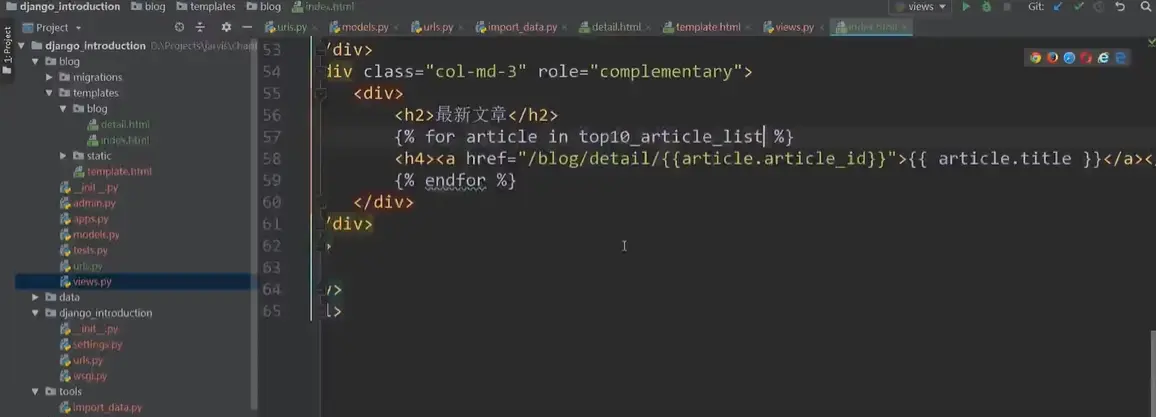 django_introduction blog templates blog index.html views Git:
Project urls.py models.py urls.py import_data.py detail.html template.html views.py index.html
1: Project
django_introduction D:\Projects\jarvis\Chan
blog
migrations
templates
blog
detail.html
index.html
static
template.html
__init__.py
admin.py
apps.py
models.py
tests.py
urls.py
views.py
data
django_introduction
__init__.py
settings.py
urls.py
wsgi.py
tools
import_data.py
53 /div>
54 div class="col-md-3" role="complementary">
55 <div>
56 <h2>最新文章</h2>
57 {% for article in top10_article_list %}
58 <h4><a href="/blog/detail/{{article.article_id}}">{{ article.title }}</a></
59 {% endfor %}
60 </div>
61 /div>
62 >
63
64 v>
65 l>